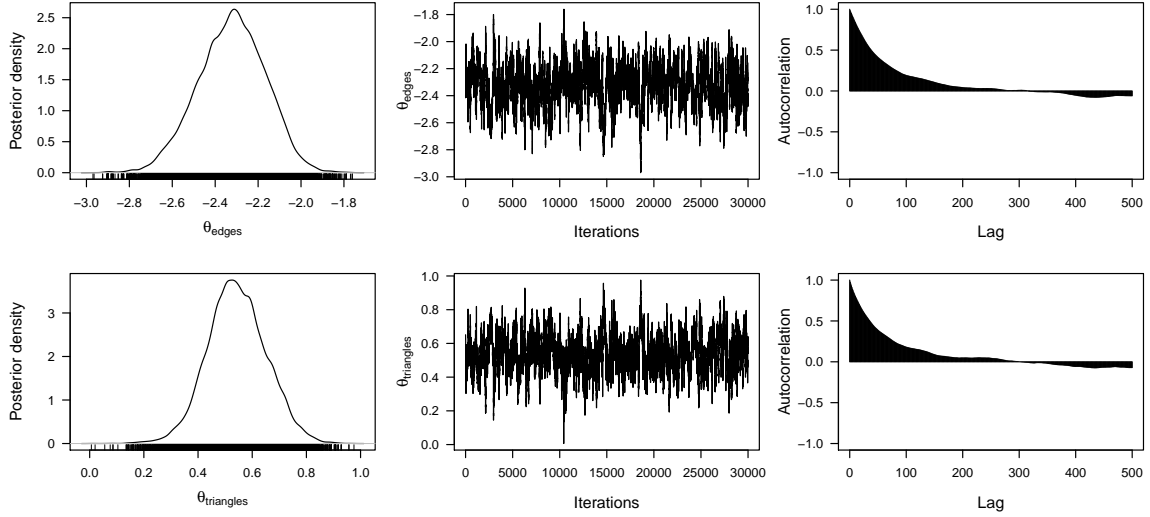 Posterior density
2.5
2.0
1.5
1.0
0.5
0.0
−3.0 −2.8 −2.6 −2.4 −2.2 −2.0 −1.8
θedges
θedges
−1.8
−2.0
−2.2
−2.4
−2.6
−2.8
−3.0
0 5000 10000 15000 20000 25000 30000
Iterations
Autocorrelation
1.0
0.5
0.0
−0.5
−1.0
0 100 200 300 400 500
Lag
Posterior density
3
2
1
0
0.0 0.2 0.4 0.6 0.8 1.0
θtriangles
θtriangles
1.0
0.8
0.6
0.4
0.2
0.0
0 5000 10000 15000 20000 25000 30000
Iterations
Autocorrelation
1.0
0.5
0.0
−0.5
−1.0
0 100 200 300 400 500
Lag